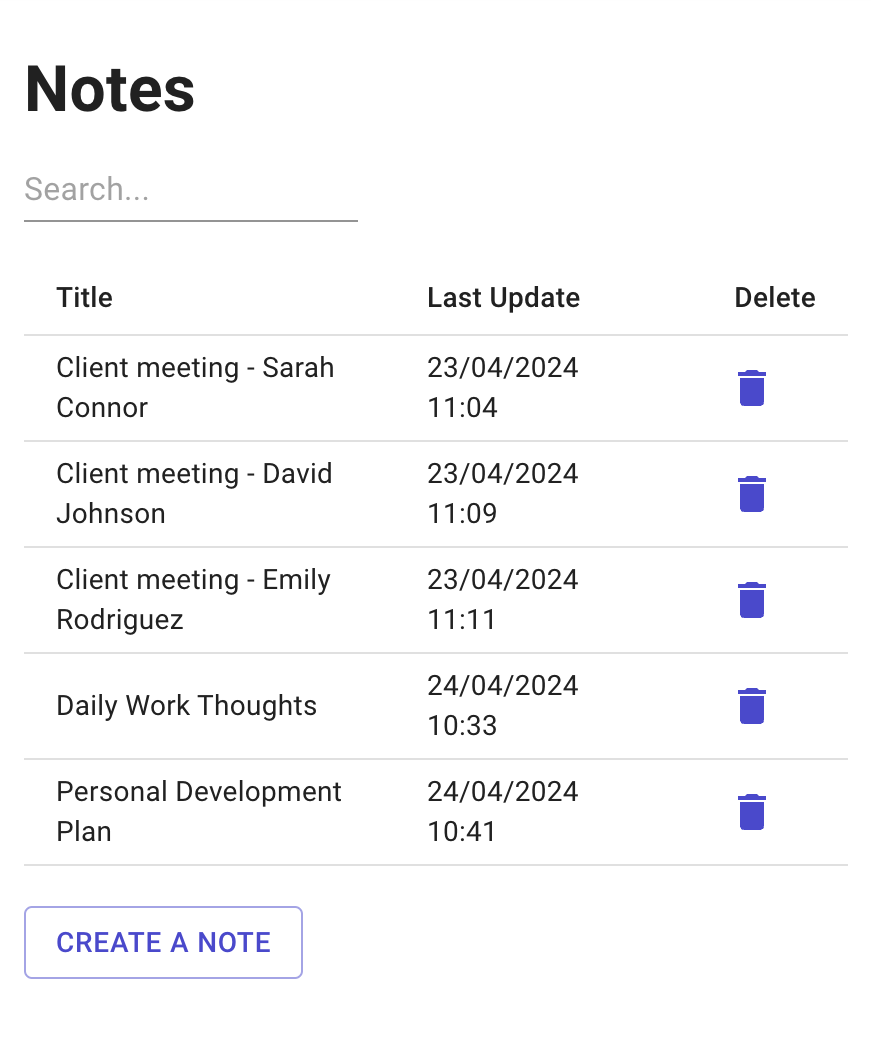 Notes
Search...
Title Last Update Delete
Client meeting - Sarah
Connor
23/04/2024
11:04
Client meeting - David
Johnson
23/04/2024
11:09
Client meeting - Emily
Rodriguez
23/04/2024
11:11
Daily Work Thoughts
24/04/2024
10:33
Personal Development
Plan
24/04/2024
10:41
CREATE A NOTE